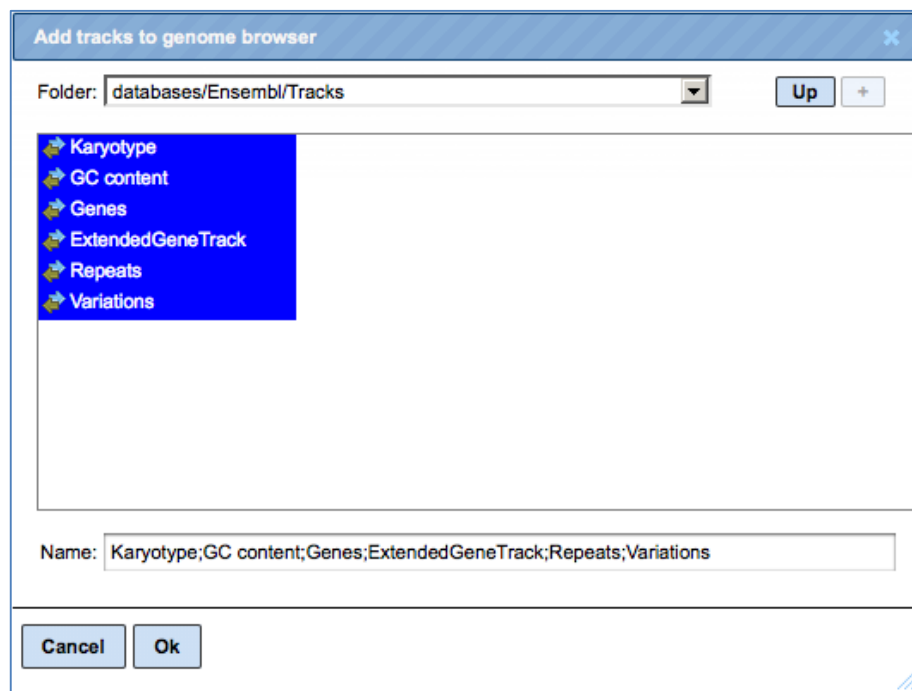 Add tracks to genome browser
Folder: databases/Ensembl/Tracks Up +
Karyotype
GC content
Genes
ExtendedGeneTrack
Repeats
Variations
Name: Karyotype;GC content;Genes;ExtendedGeneTrack;Repeats;Variations
Cancel Ok